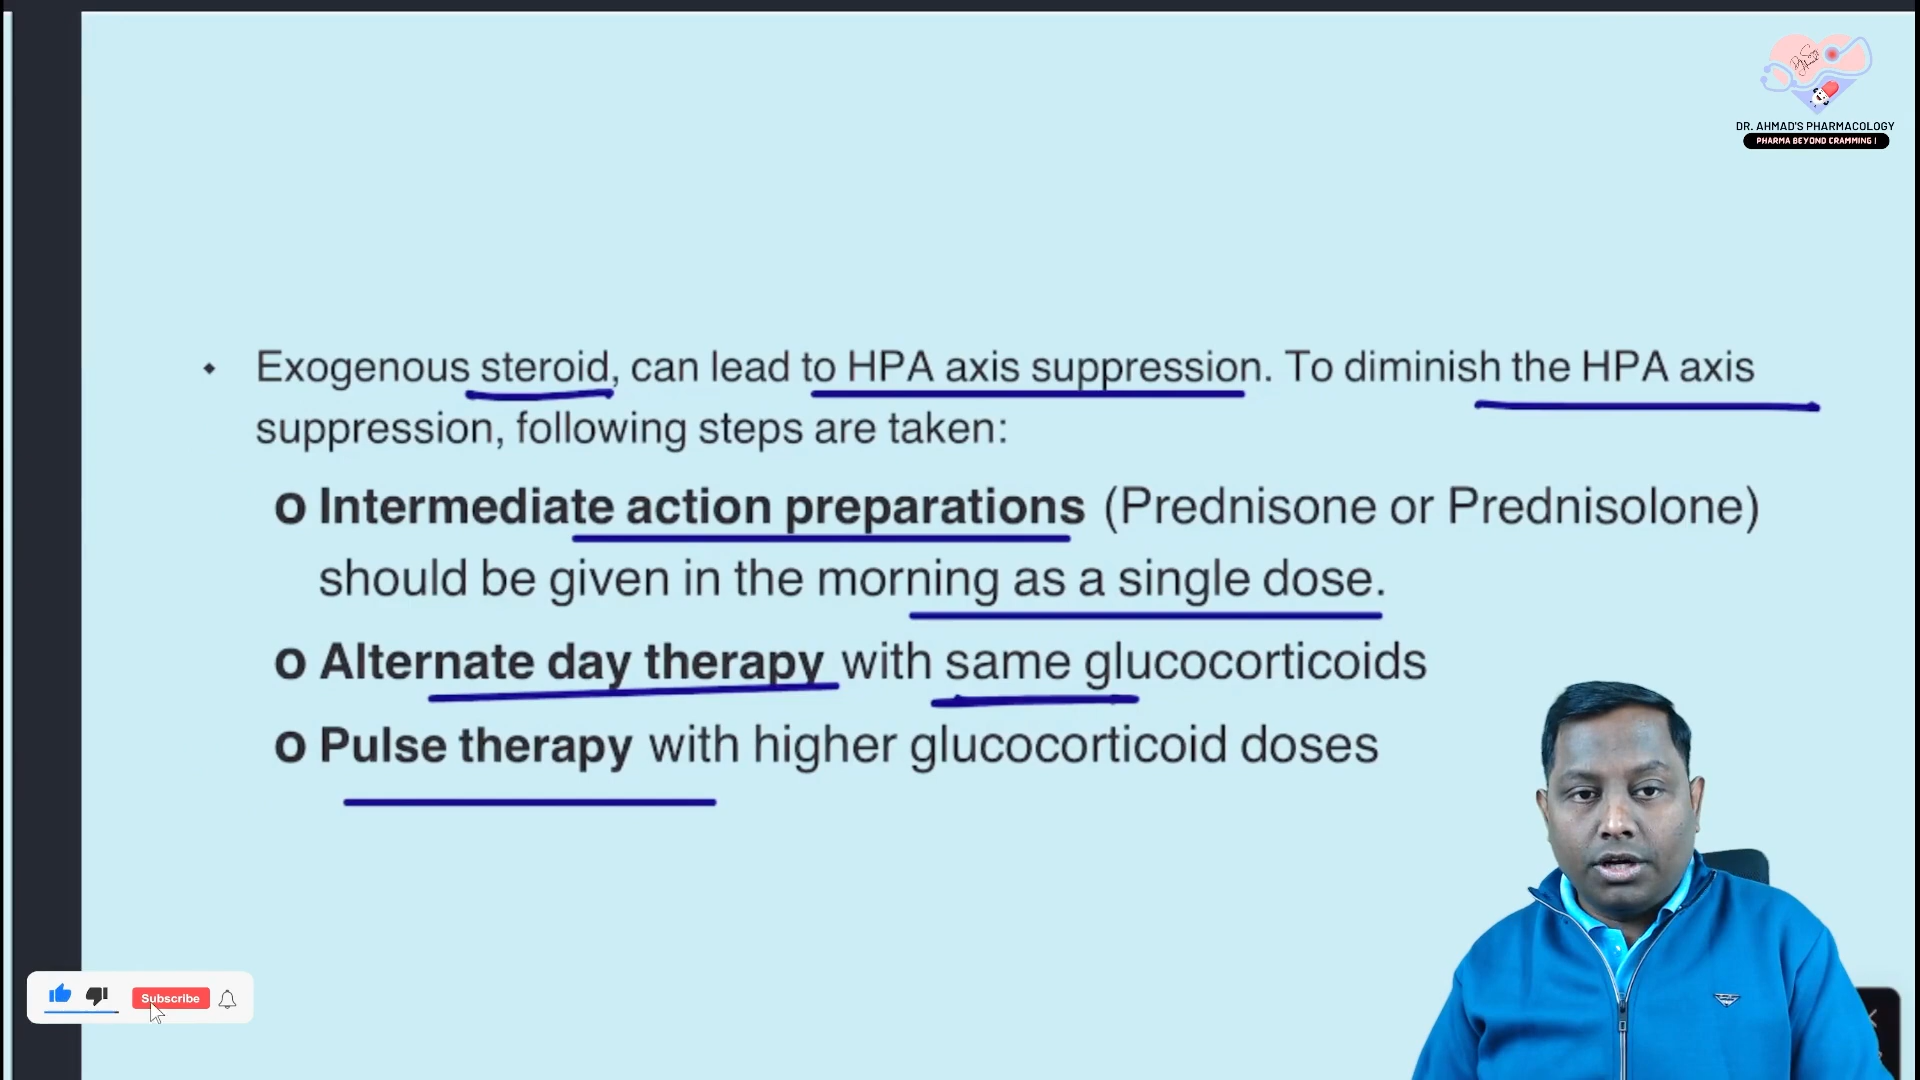 DR. AHMAD'S PHARMACOLOGY
PHARMA BEYOND CRAMMING !
Exogenous steroid, can lead to HPA axis suppression. To diminish the HPA axis
suppression, following steps are taken:
o Intermediate action preparations (Prednisone or Prednisolone)
should be given in the morning as a single dose.
o Alternate day therapy with same glucocorticoids
o Pulse therapy with higher glucocorticoid doses
Subscribe